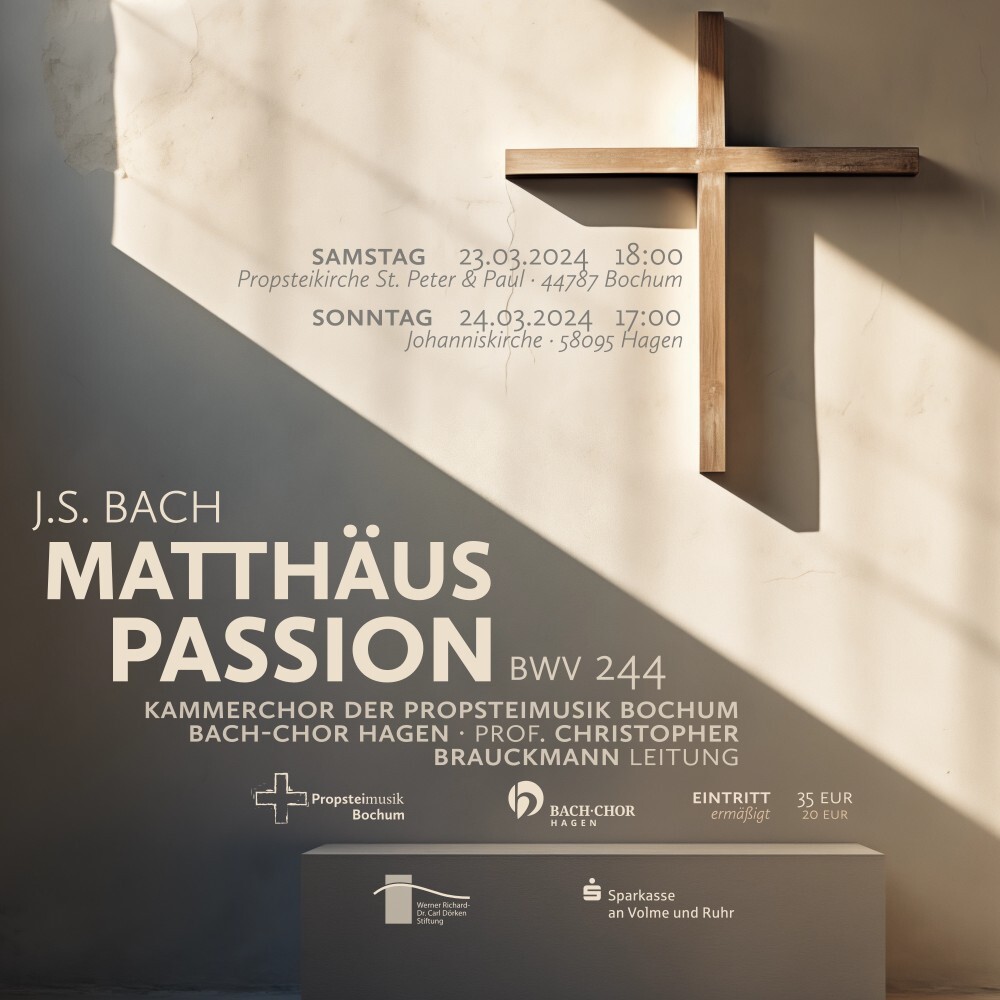 SAMSTAG 23.03.2024 18:00
Propsteikirche St. Peter & Paul · 44787 Bochum
SONNTAG 24.03.2024 17:00
Johanniskirche · 58095 Hagen
J.S. BACH
MATTHÄUS
PASSION BWV 244
KAMMERCHOR DER PROPSTEIMUSIK BOCHUM
BACH-CHOR HAGEN · PROF. CHRISTOPHER
BRAUCKMANN LEITUNG
Propsteimusik
Bochum
BACH·CHOR
HAGEN
EINTRITT 35 EUR
ermäßigt 20 EUR
Werner Richard-
Dr. Carl Dörken
Stiftung
Sparkasse
an Volme und Ruhr